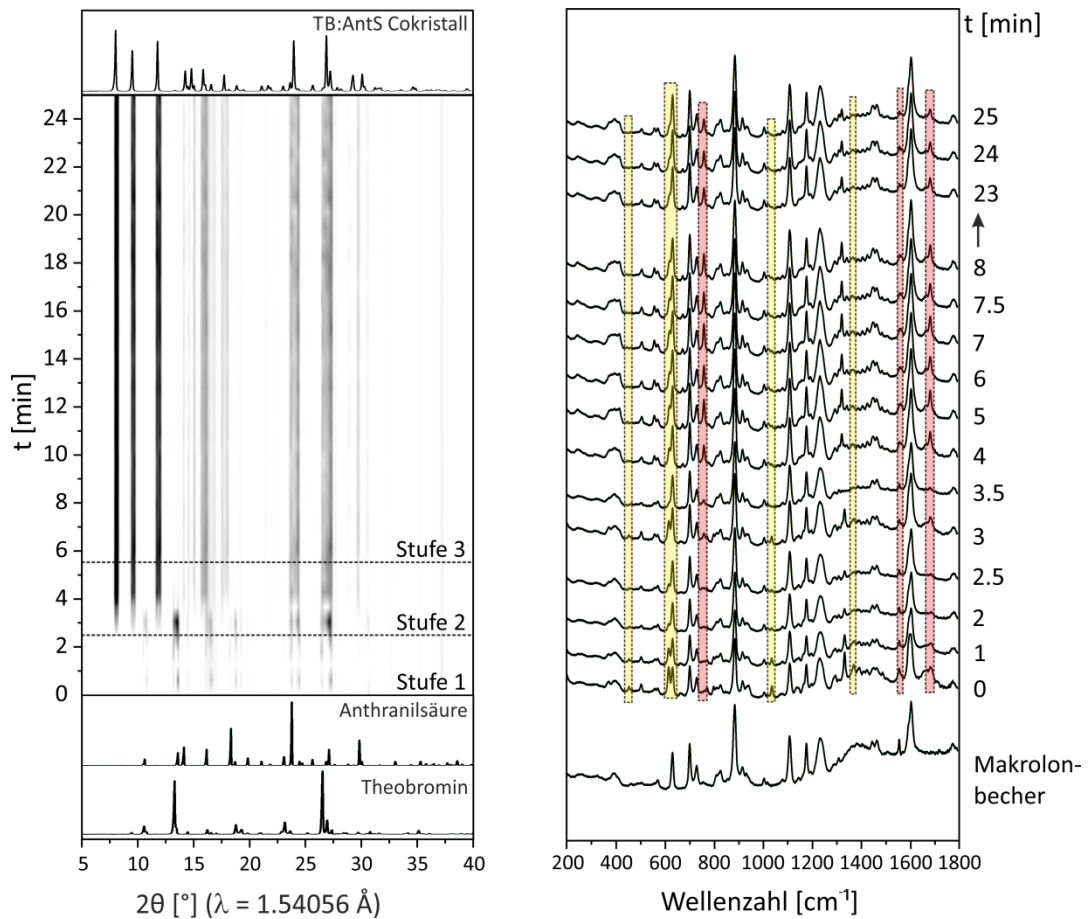 TB:AntS Cokristall
t [min]
24
22
20
18
16
14
12
10
8
6
4
2
0
Stufe 3
Stufe 2
Stufe 1
Anthranilsäure
Theobromin
5 10 15 20 25 30 35 40
2θ [°] (λ = 1.54056 Å)
t [min]
25
24
23
8
7.5
7
6
5
4
3.5
3
2.5
2
1
0
Makrolon-
becher
200 400 600 800 1000 1200 1400 1600 1800
Wellenzahl [cm⁻¹]